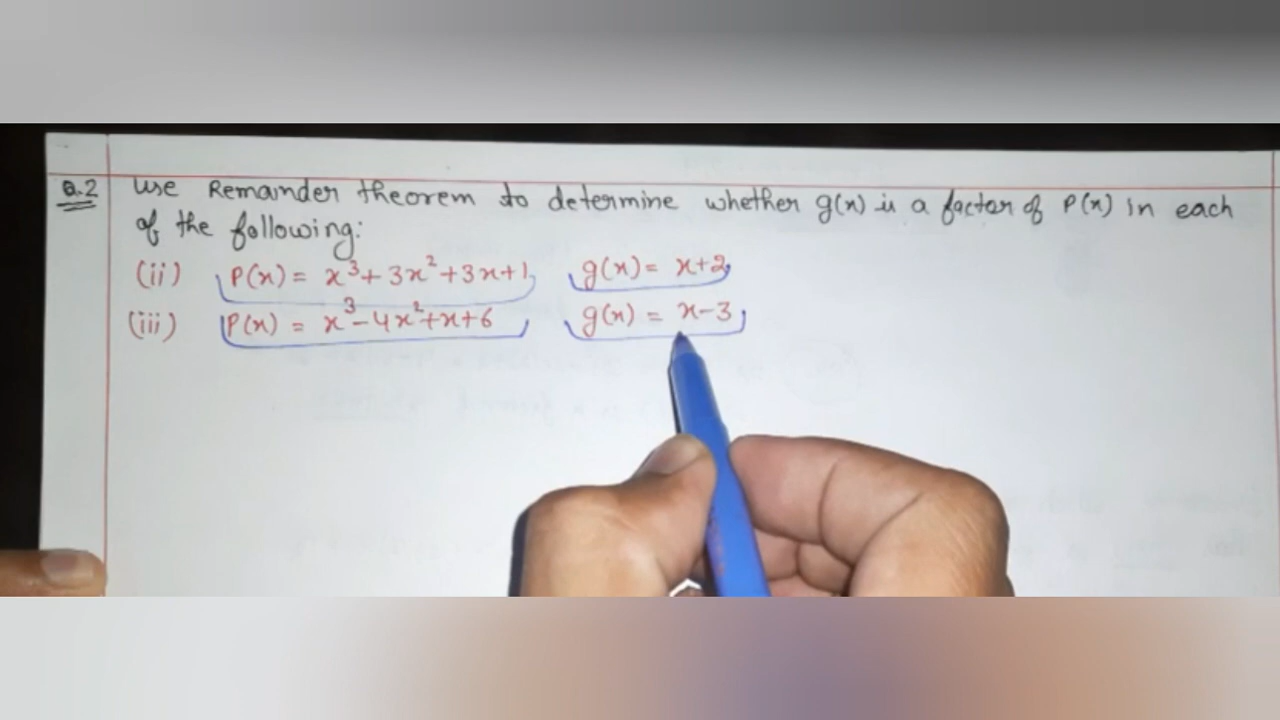 Q.2 Use Remander theorem to determine whether g(x) is a factor of P(x) in each
of the following:
(ii) P(x) = x³+3x²+3x+1, g(x) = x+2,
(iii) P(x) = x³-4x²+x+6, g(x) = x-3,